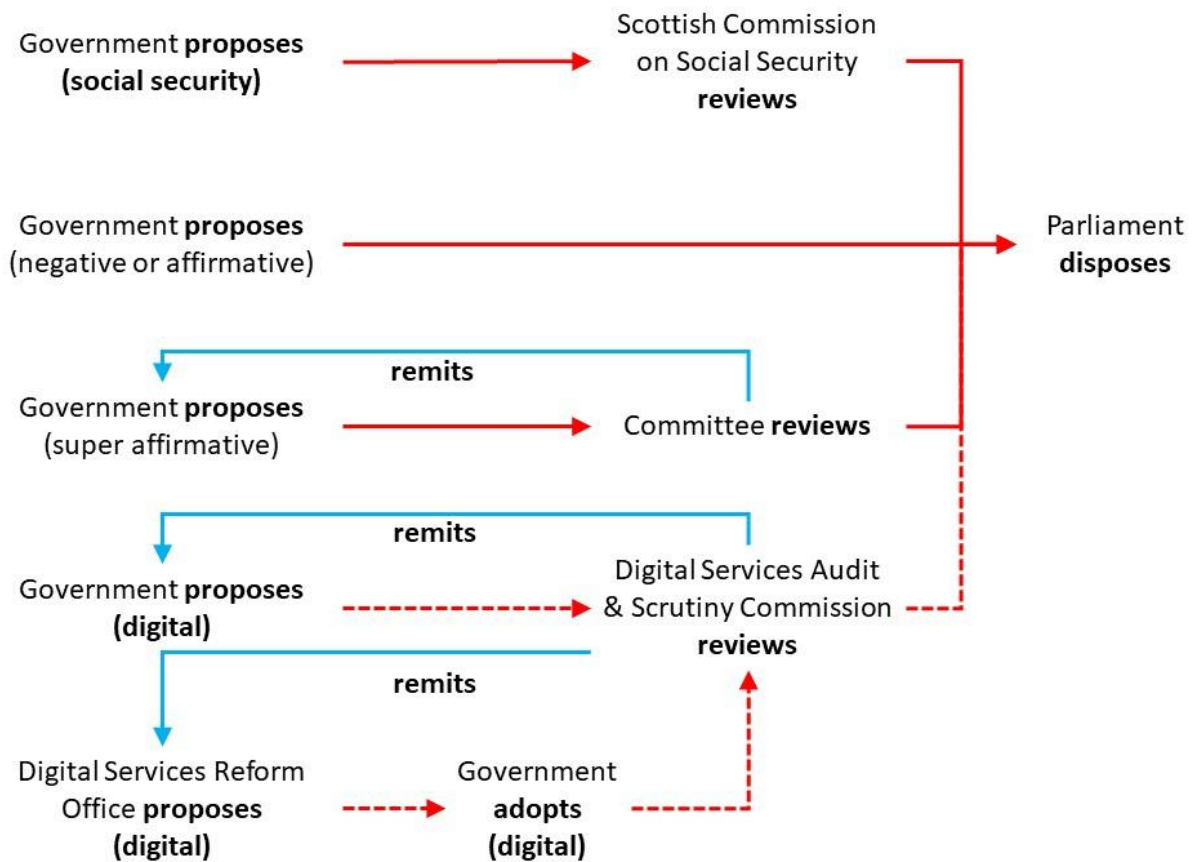 Government proposes
(social security)
Scottish Commission
on Social Security
reviews
Government proposes
(negative or affirmative)
Parliament
disposes
remits
Government proposes
(super affirmative)
Committee reviews
remits
Government proposes
(digital)
Digital Services Audit
& Scrutiny Commission
reviews
remits
Digital Services Reform
Office proposes
(digital)
Government
adopts
(digital)